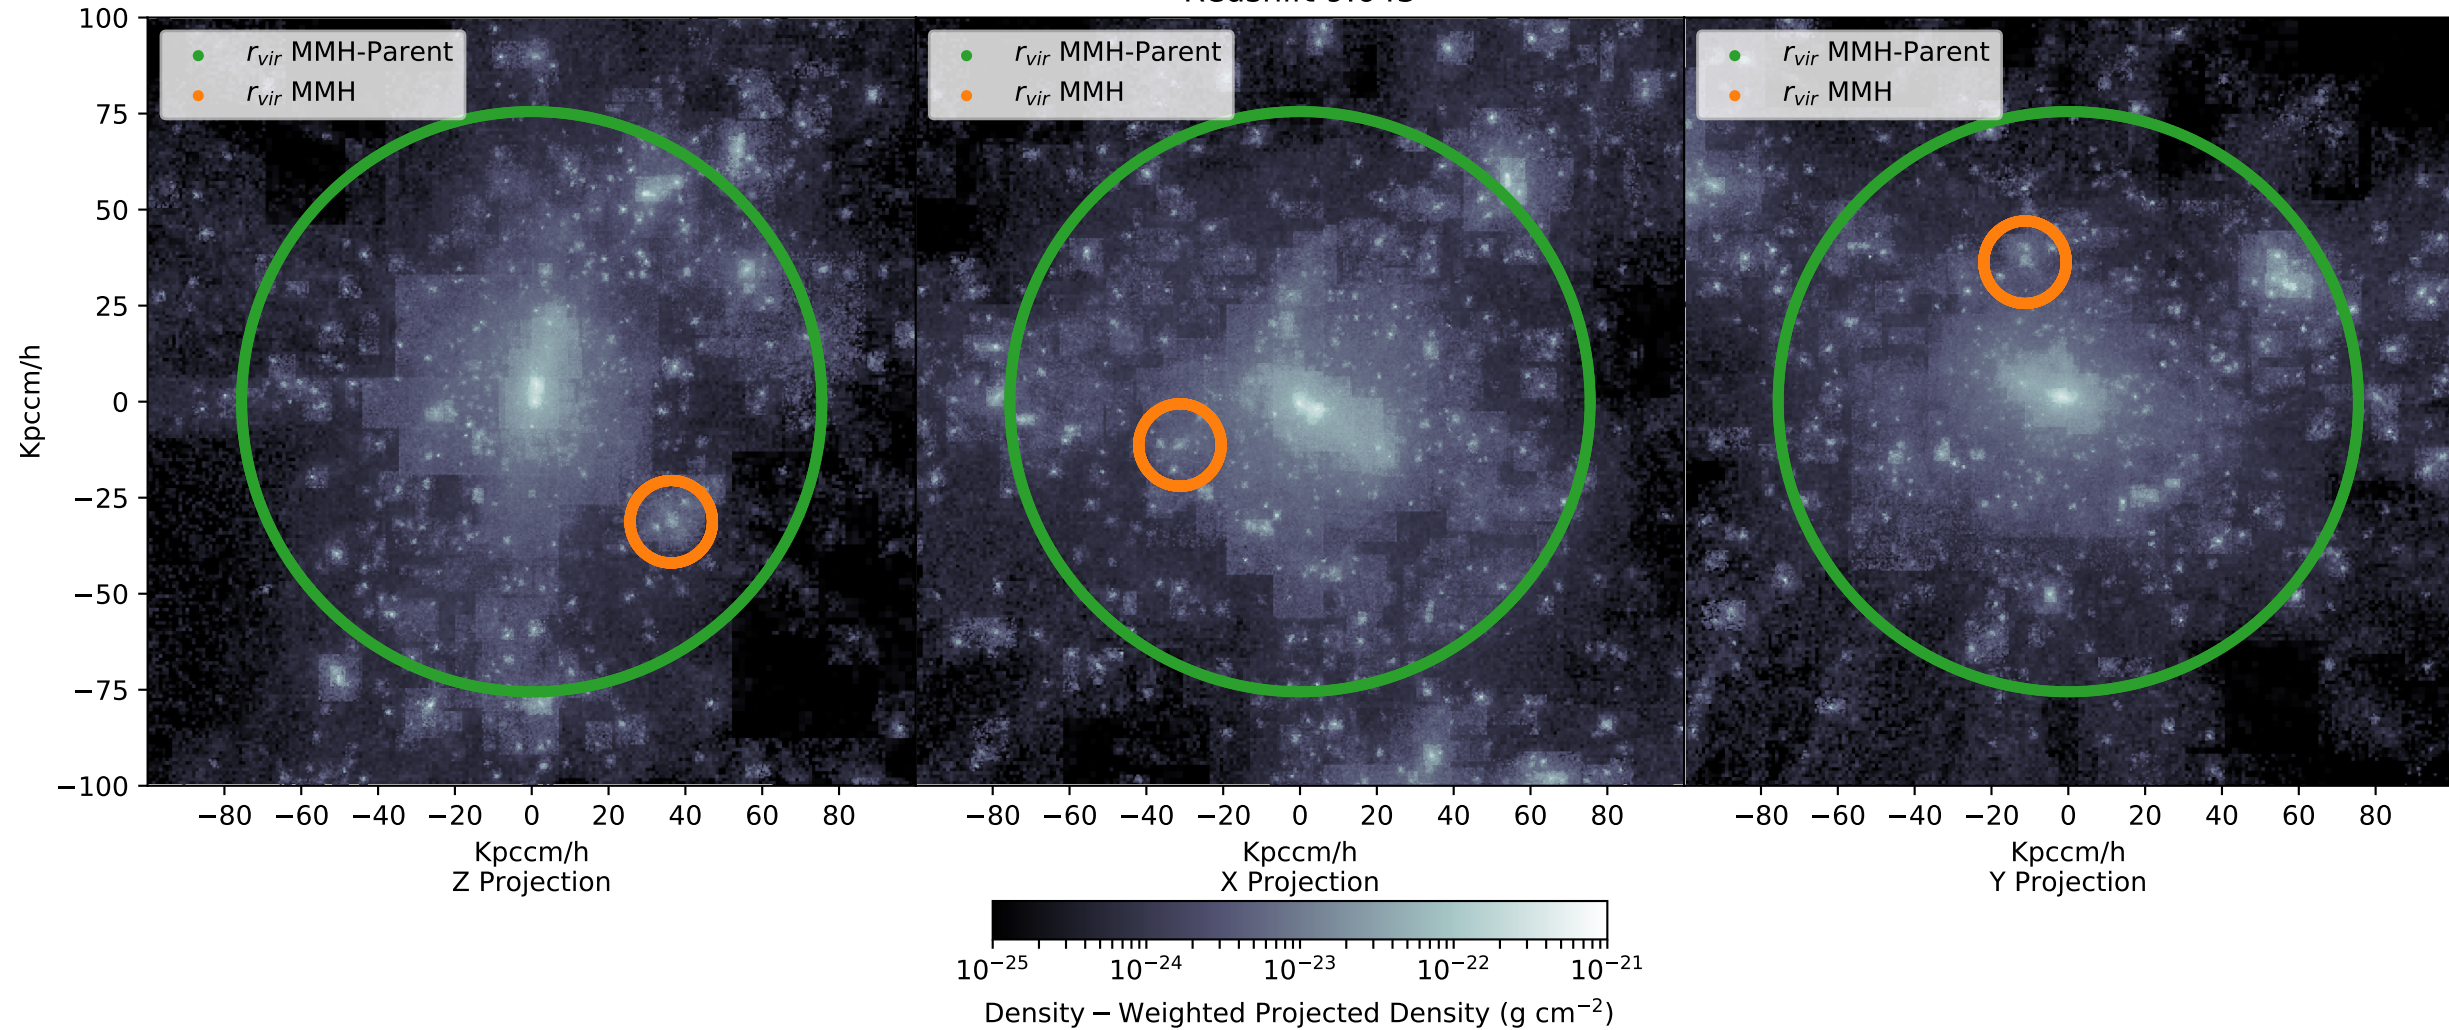 r_vir MMH-Parent
r_vir MMH
r_vir MMH-Parent
r_vir MMH
r_vir MMH-Parent
r_vir MMH
100
75
50
25
0
−25
−50
−75
−100
Kpccm/h
−80 −60 −40 −20 0 20 40 60 80
−80 −60 −40 −20 0 20 40 60 80
−80 −60 −40 −20 0 20 40 60 80
Kpccm/h
Z Projection
Kpccm/h
X Projection
Kpccm/h
Y Projection
10⁻²⁵ 10⁻²⁴ 10⁻²³ 10⁻²² 10⁻²¹
Density − Weighted Projected Density (g cm⁻²)